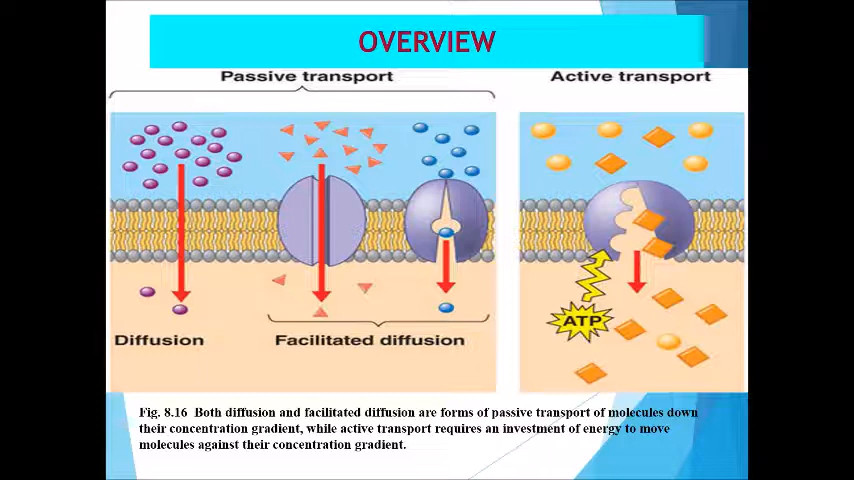 OVERVIEW
Passive transport
Active transport
ATP
Diffusion
Facilitated diffusion
Fig. 8.16 Both diffusion and facilitated diffusion are forms of passive transport of molecules down
their concentration gradient, while active transport requires an investment of energy to move
molecules against their concentration gradient.